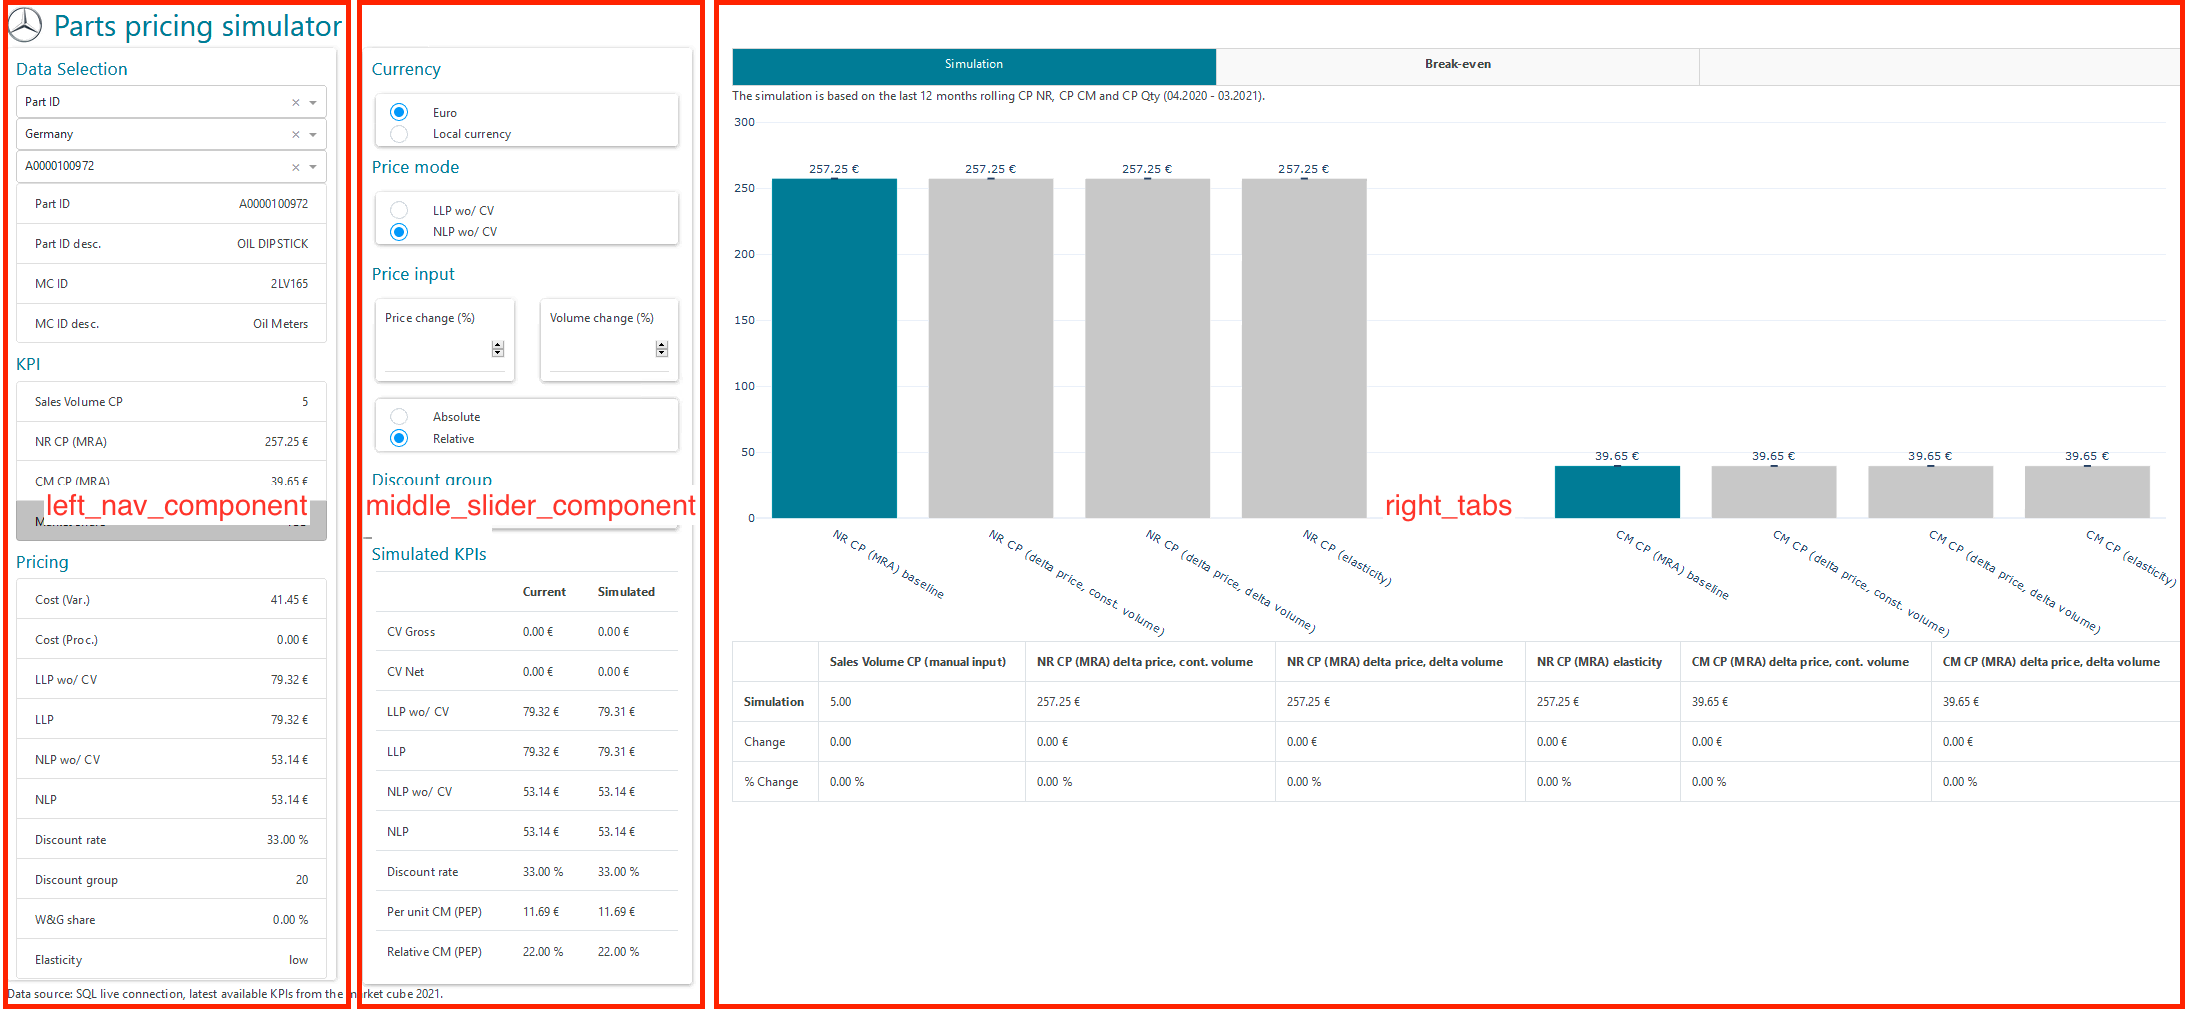 Parts pricing simulator
Data Selection
Part ID
Germany
A0000100972
Part ID A0000100972
Part ID desc. OIL DIPSTICK
MC ID 2LV165
MC ID desc. Oil Meters
KPI
Sales Volume CP 5
NR CP (MRA) 257.25 €
CM CP (MRA) 39.65 €
left_nav_component
Pricing
Cost (Var.) 41.45 €
Cost (Proc.) 0.00 €
LLP wo/ CV 79.32 €
LLP 79.32 €
NLP wo/ CV 53.14 €
NLP 53.14 €
Discount rate 33.00 %
Discount group 20
W&G share 0.00 %
Elasticity low
Data source: SQL live connection, latest available KPIs from the market cube 2021.
Currency
Euro
Local currency
Price mode
LLP wo/ CV
NLP wo/ CV
Price input
Price change (%)
Volume change (%)
Absolute
Relative
Discount group
middle_slider_component
Simulated KPIs
Current Simulated
CV Gross 0.00 € 0.00 €
CV Net 0.00 € 0.00 €
LLP wo/ CV 79.32 € 79.31 €
LLP 79.32 € 79.31 €
NLP wo/ CV 53.14 € 53.14 €
NLP 53.14 € 53.14 €
Discount rate 33.00 % 33.00 %
Per unit CM (PEP) 11.69 € 11.69 €
Relative CM (PEP) 22.00 % 22.00 %
Simulation Break-even
The simulation is based on the last 12 months rolling CP NR, CP CM and CP Qty (04.2020 - 03.2021).
300
257.25 € 257.25 € 257.25 € 257.25 €
250
200
150
100
50
39.65 € 39.65 € 39.65 € 39.65 €
right_tabs
0
NR CP (MRA) baseline
NR CP (delta price, const. volume)
NR CP (delta price, delta volume)
NR CP (elasticity)
CM CP (MRA) baseline
CM CP (delta price, const. volume)
CM CP (delta price, delta volume)
CM CP (elasticity)
Sales Volume CP (manual input) NR CP (MRA) delta price, cont. volume NR CP (MRA) delta price, delta volume NR CP (MRA) elasticity CM CP (MRA) delta price, cont. volume CM CP (MRA) delta price, delta volume
Simulation 5.00 257.25 € 257.25 € 257.25 € 39.65 € 39.65 €
Change 0.00 0.00 € 0.00 € 0.00 € 0.00 € 0.00 €
% Change 0.00 % 0.00 % 0.00 % 0.00 % 0.00 % 0.00 %